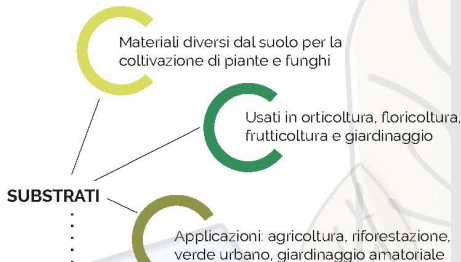 Materiali diversi dal suolo per la
coltivazione di piante e funghi
Usati in orticoltura, floricoltura,
frutticoltura e giardinaggio
SUBSTRATI
Applicazioni: agricoltura, riforestazione,
verde urbano, giardinaggio amatoriale